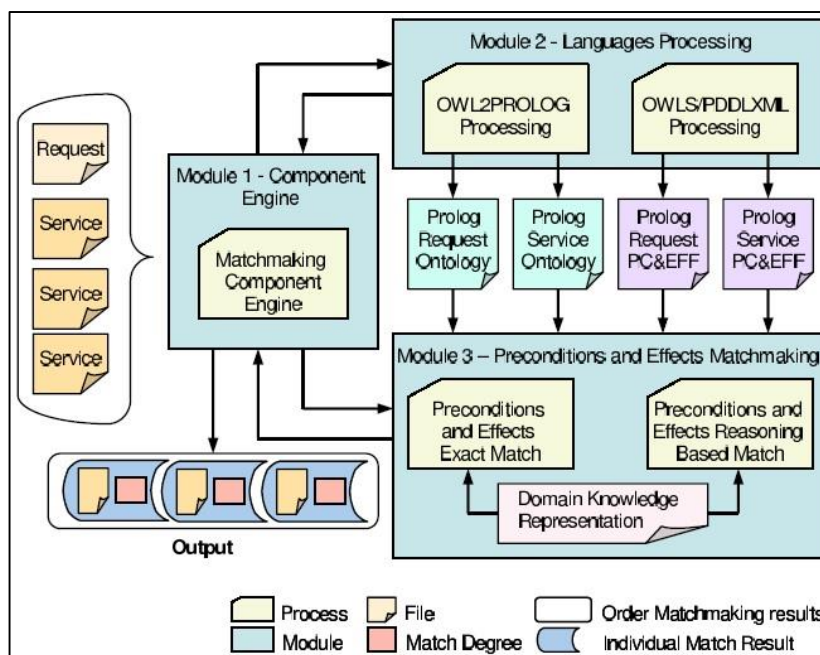 Module 2 - Languages Processing
OWL2PROLOG
Processing
OWLS/PDDLXML
Processing
Request
Service
Service
Service
Module 1 - Component
Engine
Matchmaking
Component
Engine
Prolog
Request
Ontology
Prolog
Service
Ontology
Prolog
Request
PC&EFF
Prolog
Service
PC&EFF
Module 3 – Preconditions and Effects Matchmaking
Preconditions
and Effects
Exact Match
Preconditions and
Effects Reasoning
Based Match
Domain Knowledge
Representation
Output
Process
File
Order Matchmaking results
Module
Match Degree
Individual Match Result